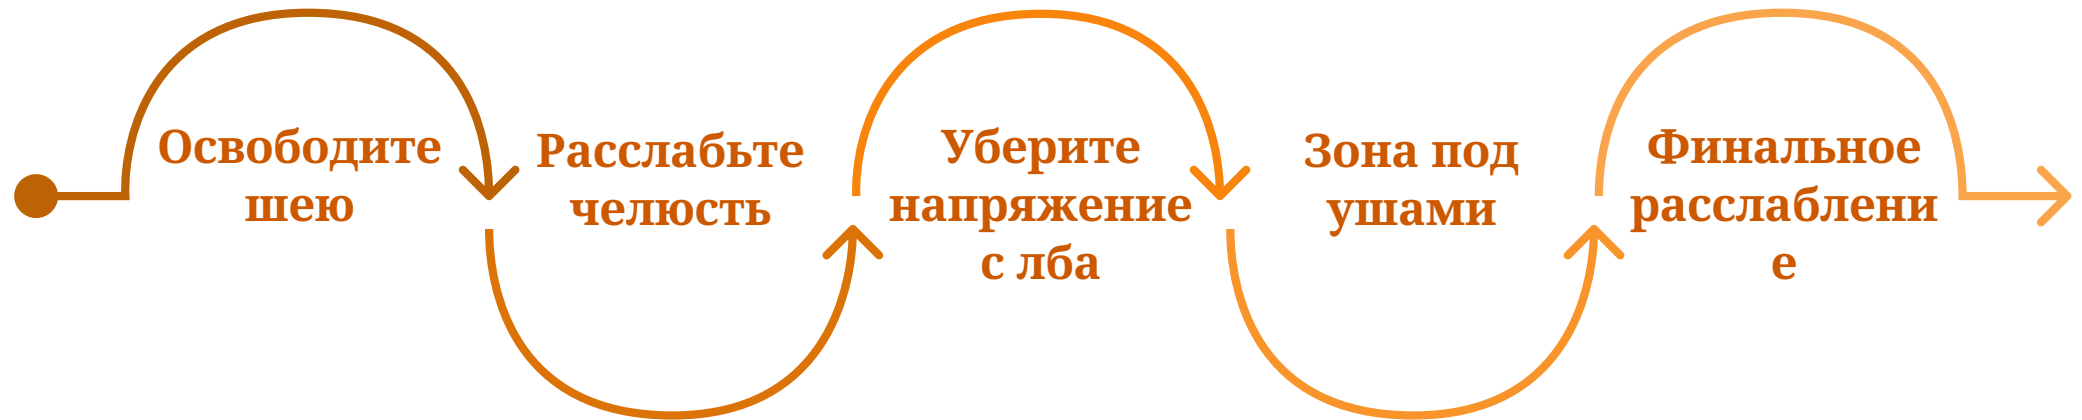 Освободите
шею
Расслабьте
челюсть
Уберите
напряжение
с лба
Зона под
ушами
Финальное
расслаблени
е